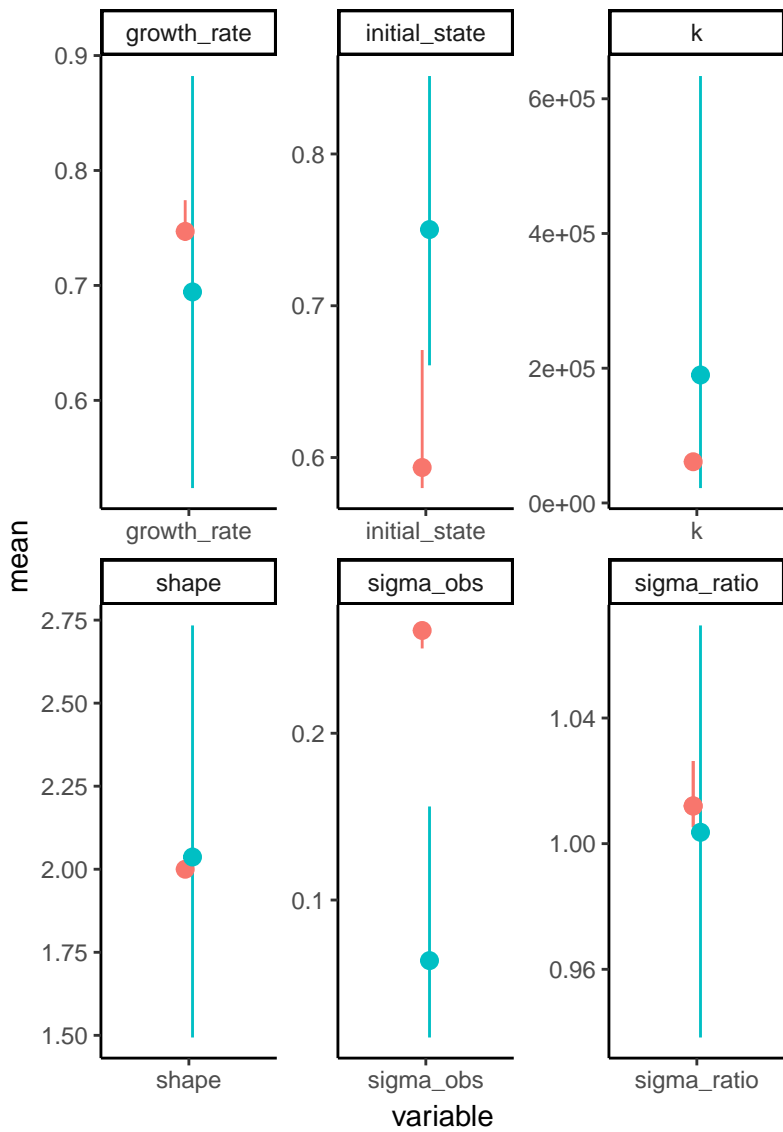 growth_rate
initial_state
k
0.9
0.8
0.7
0.6
0.8
0.7
0.6
6e+05
4e+05
2e+05
0e+00
growth_rate
initial_state
k
mean
shape
sigma_obs
sigma_ratio
2.75
2.50
2.25
2.00
1.75
1.50
0.2
0.1
1.04
1.00
0.96
shape
sigma_obs
sigma_ratio
variable